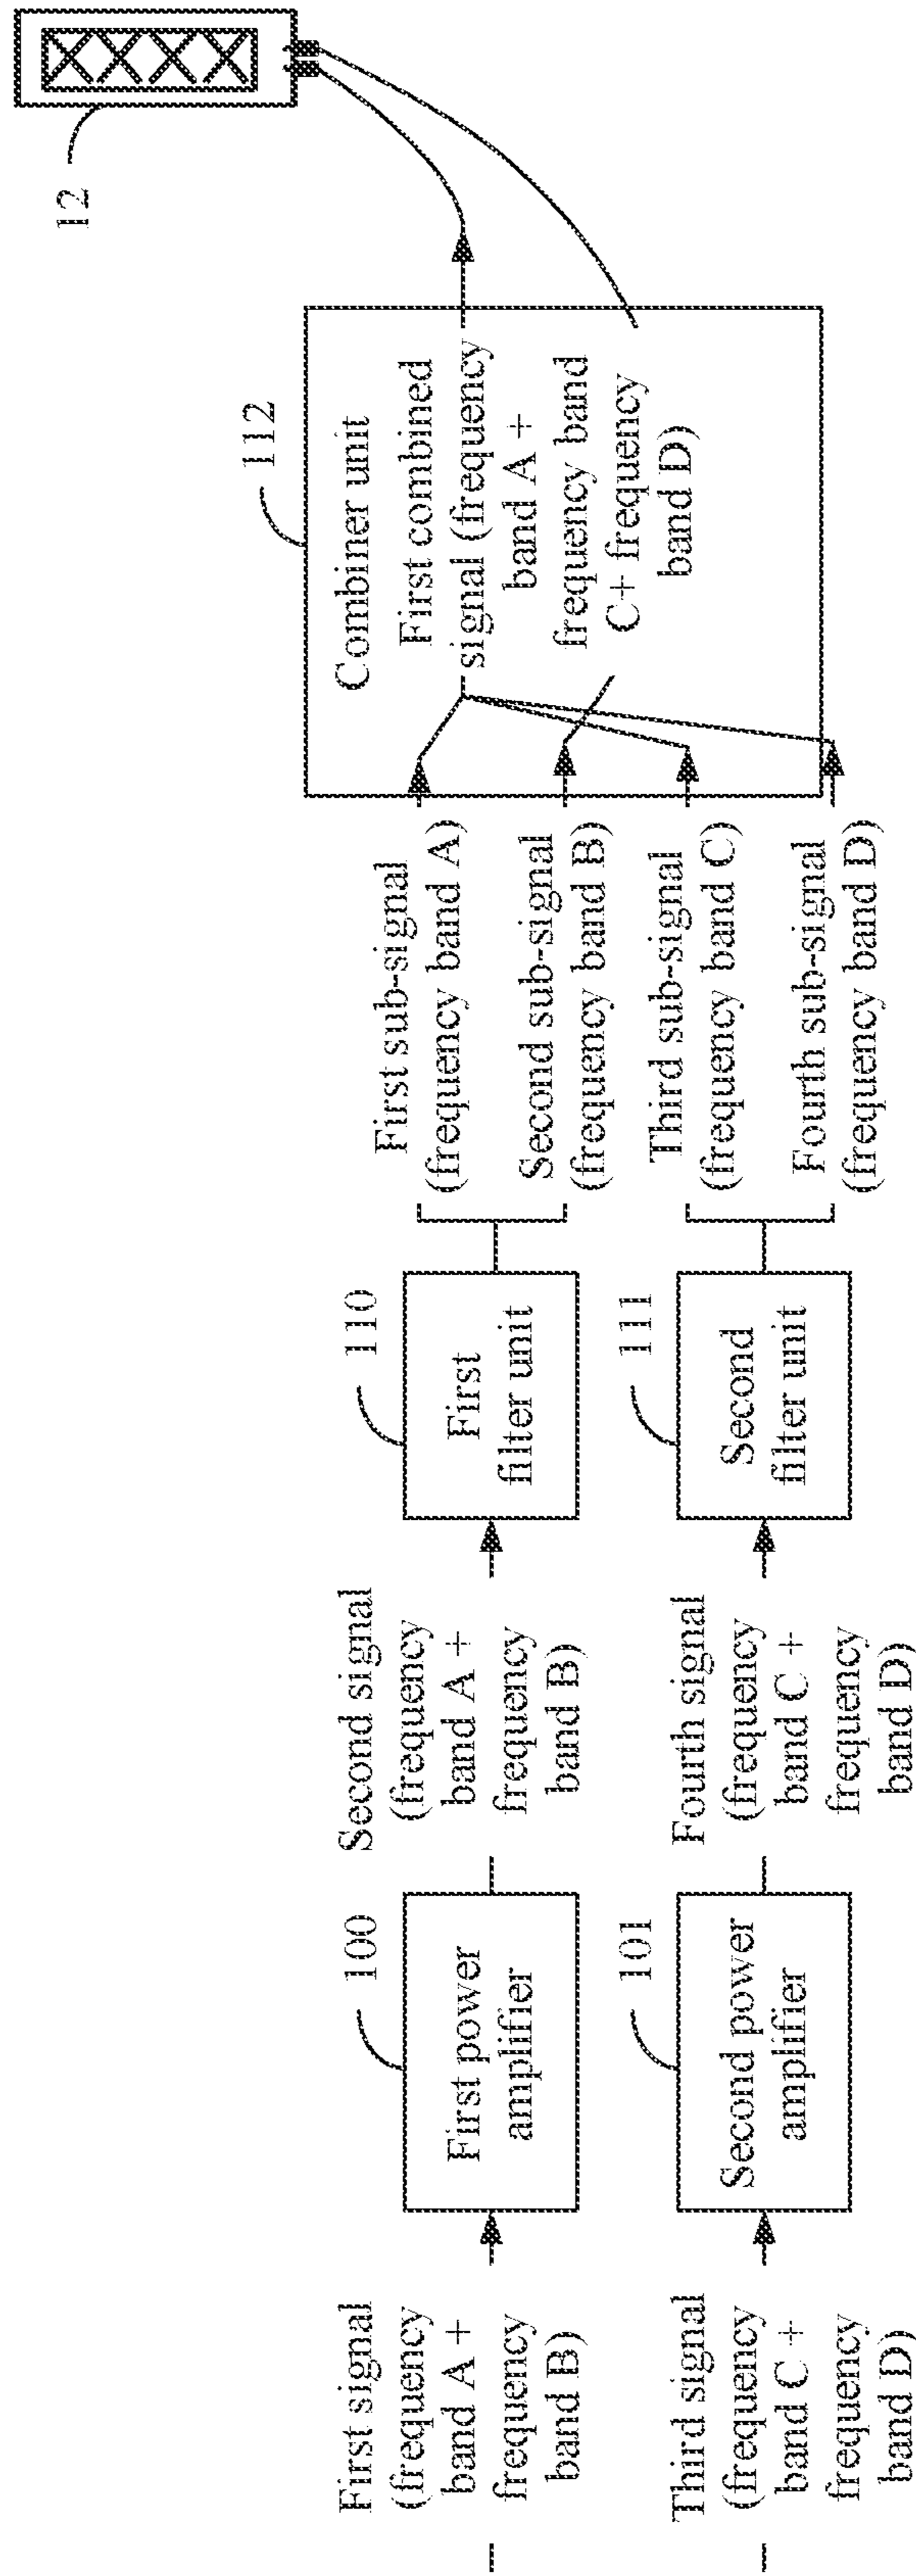 First signal
(frequency
band A +
frequency
band B)
100
First power
amplifier
Second signal
(frequency
band A +
frequency
band B)
110
First
filter unit
First sub-signal
(frequency band A)
Second sub-signal
(frequency band B)
Third signal
(frequency
band C +
frequency
band D)
101
Second power
amplifier
Fourth signal
(frequency
band C +
frequency
band D)
111
Second
filter unit
Third sub-signal
(frequency band C)
Fourth sub-signal
(frequency band D)
112
Combiner unit
First combined
signal (frequency
band A +
frequency band
C+ frequency
band D)
12